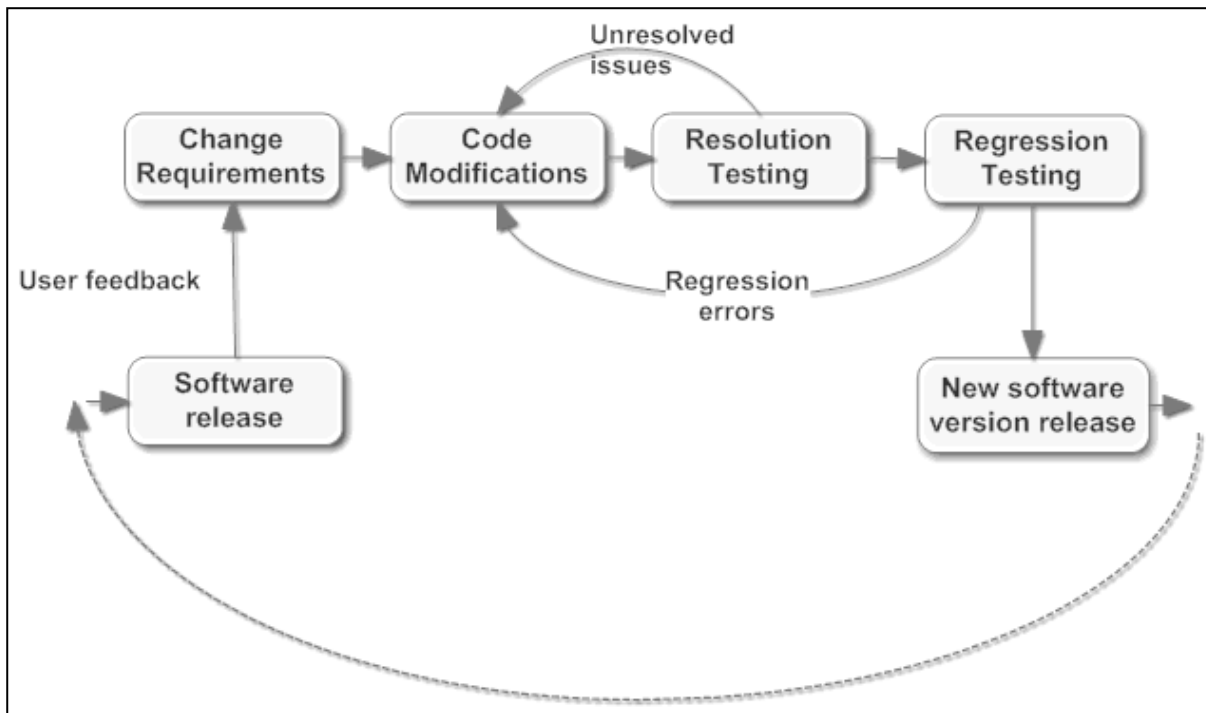 Unresolved
issues
Change
Requirements
Code
Modifications
Resolution
Testing
Regression
Testing
User feedback
Regression
errors
Software
release
New software
version release